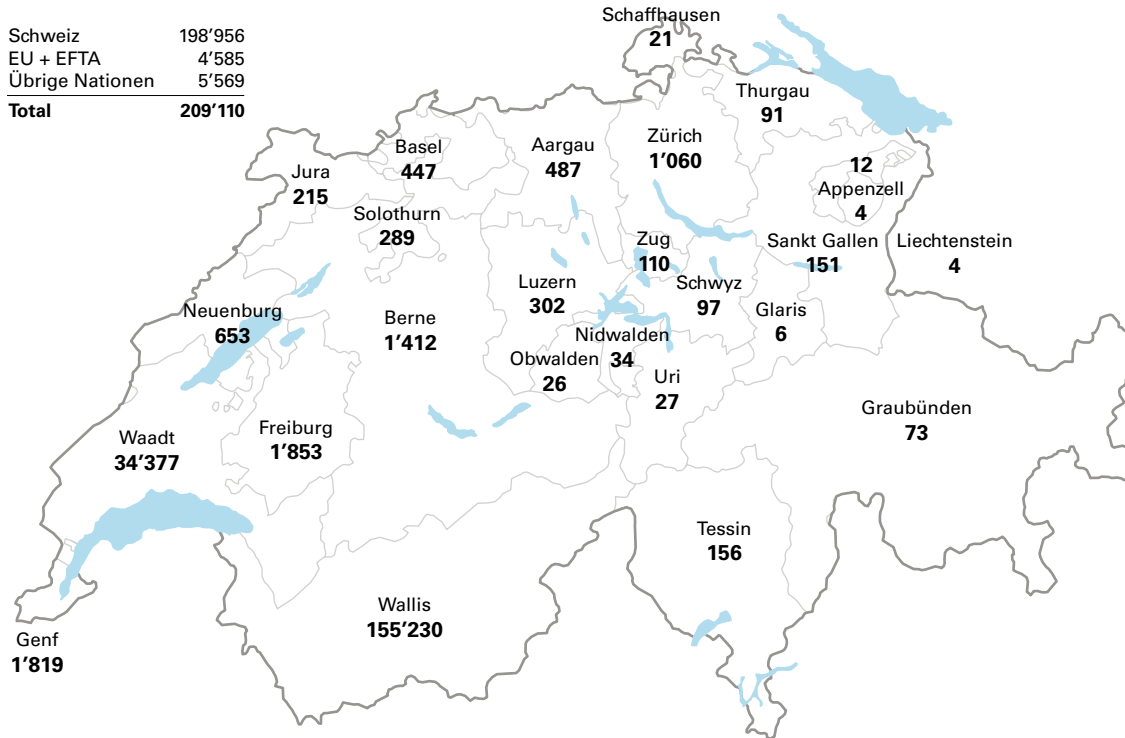 Schweiz 198’956
EU + EFTA 4’585
Übrige Nationen 5’569
Total 209’110
Schaffhausen
21
Thurgau
91
Zürich
1’060
Aargau
487
Basel
447
Jura
215
Solothurn
289
12
Appenzell
4
Sankt Gallen
151
Liechtenstein
4
Zug
110
Schwyz
97
Luzern
302
Glaris
6
Neuenburg
653
Berne
1’412
Nidwalden
34
Obwalden
26
Uri
27
Graubünden
73
Waadt
34’377
Freiburg
1’853
Tessin
156
Wallis
155’230
Genf
1’819